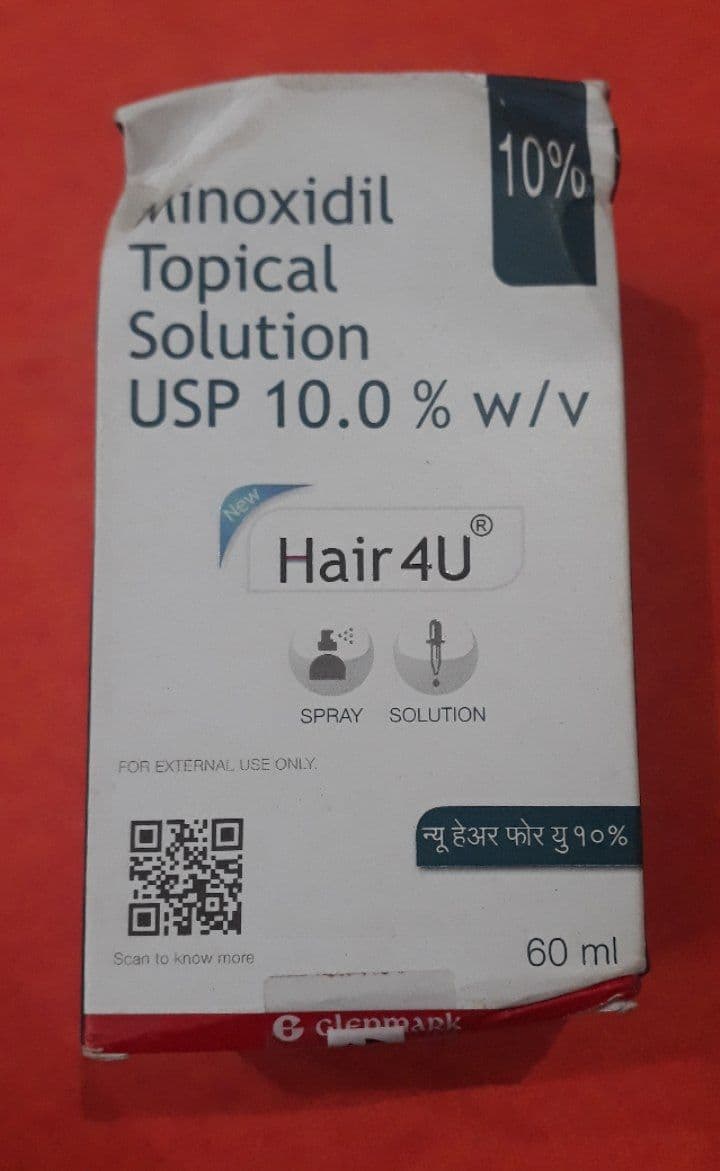 10%
Minoxidil
Topical
Solution
USP 10.0 % w/v
New
Hair 4U®
SPRAY SOLUTION
FOR EXTERNAL USE ONLY.
न्यू हेअर फोर यु १०%
Scan to know more
60 ml
Glenmark